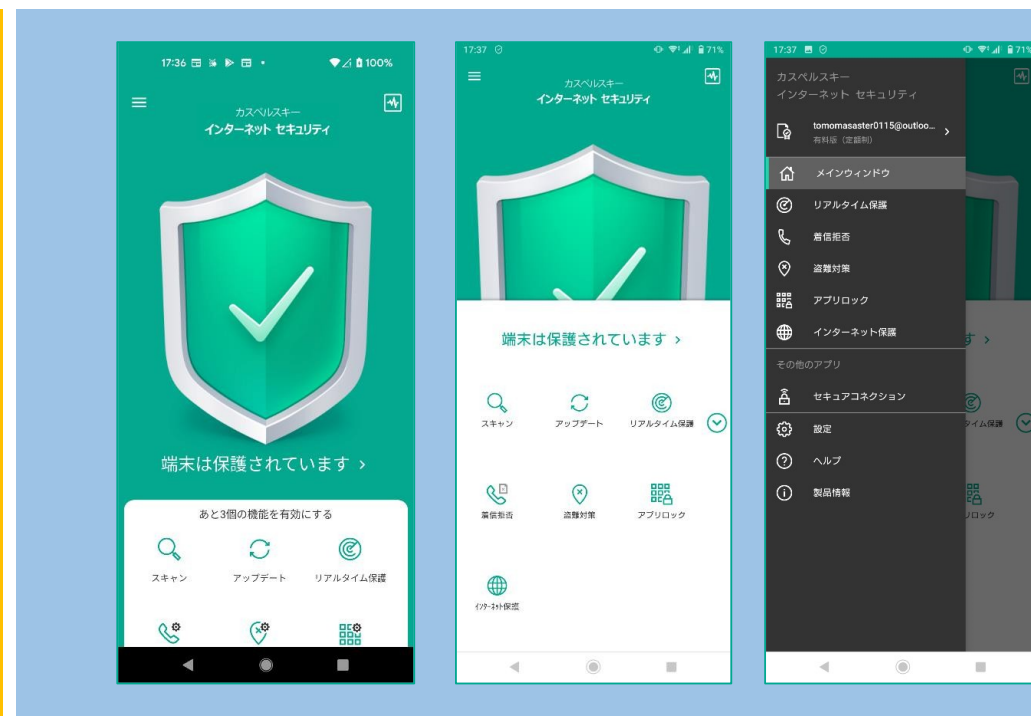 17:36
100%
カスペルスキー
インターネット セキュリティ
端末は保護されています
あと3個の機能を有効にする
スキャン
アップデート
リアルタイム保護
17:37
71%
カスペルスキー
インターネット セキュリティ
端末は保護されています
スキャン
アップデート
リアルタイム保護
着信拒否
盗難対策
アプリロック
インターネット保護
17:37
71%
カスペルスキー
インターネット セキュリティ
tomomasaster0115@outloo...
有料版（定額制）
メインウィンドウ
リアルタイム保護
着信拒否
盗難対策
アプリロック
インターネット保護
す
その他のアプリ
セキュアコネクション
タイム保護
設定
ヘルプ
製品情報
リロック